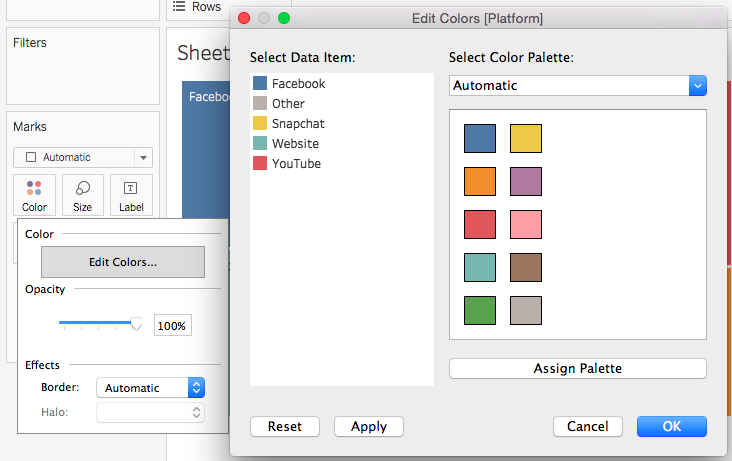 Rows
Filters
Sheet
Marks
Automatic
Color
Size
Label
Color
Edit Colors...
Opacity
100%
Effects
Border:
Automatic
Halo:
Edit Colors [Platform]
Select Data Item:
Facebook
Other
Snapchat
Website
YouTube
Select Color Palette:
Automatic
Assign Palette
Reset
Apply
Cancel
OK
Facebo